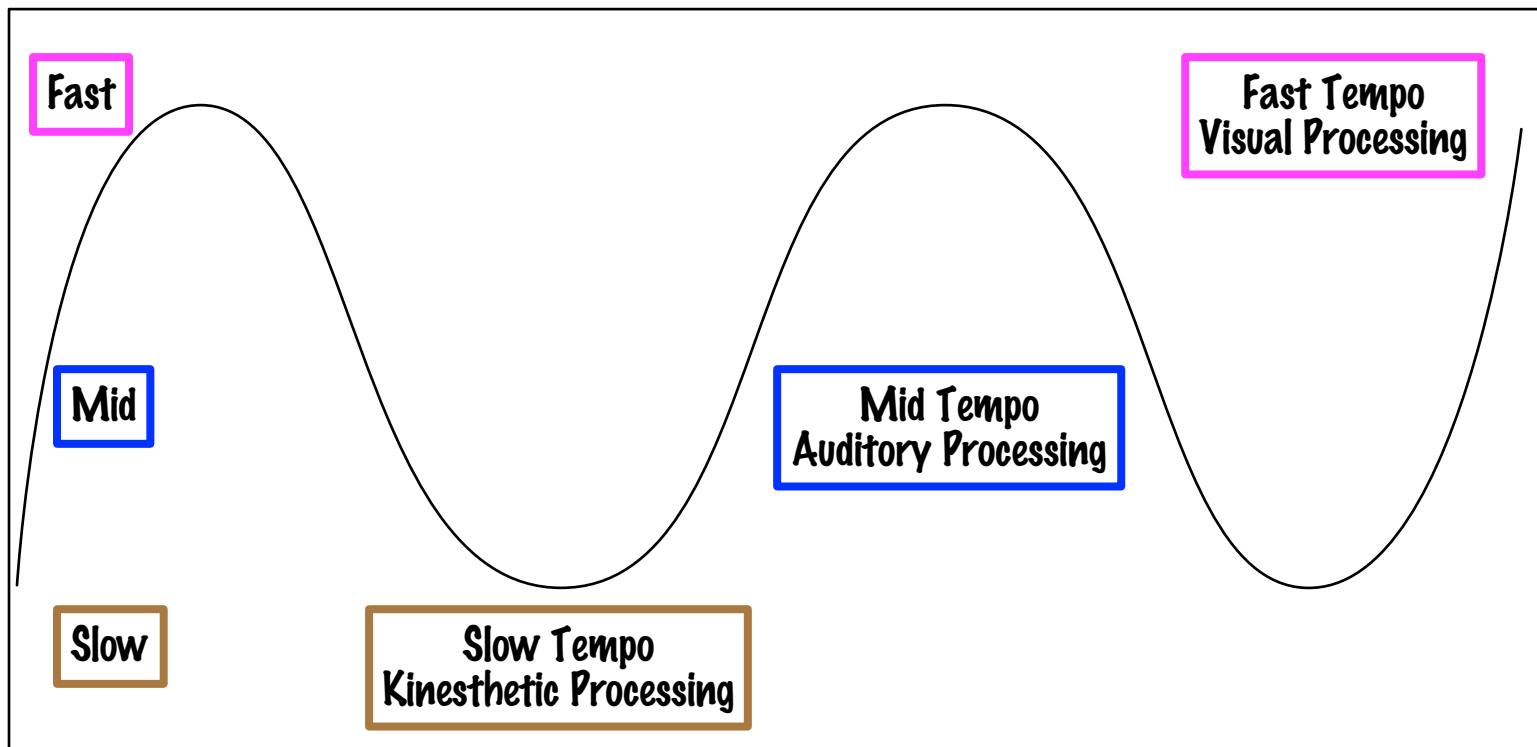 Fast
Fast Tempo
Visual Processing
Mid
Mid Tempo
Auditory Processing
Slow
Slow Tempo
Kinesthetic Processing